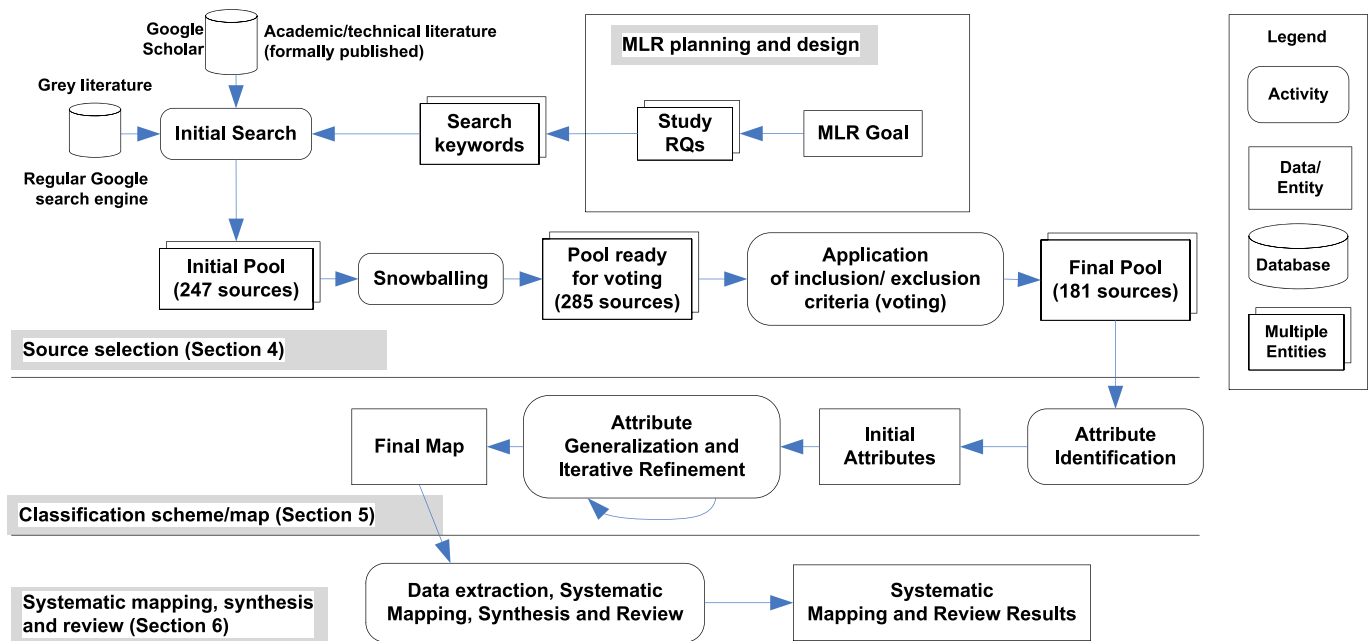 Google
Scholar
Academic/technical literature
(formally published)
Grey literature
Initial Search
Regular Google
search engine
Search
keywords
MLR planning and design
Study
RQs
MLR Goal
Initial Pool
(247 sources)
Snowballing
Pool ready
for voting
(285 sources)
Application
of inclusion/ exclusion
criteria (voting)
Final Pool
(181 sources)
Source selection (Section 4)
Final Map
Attribute
Generalization and
Iterative Refinement
Initial
Attributes
Attribute
Identification
Classification scheme/map (Section 5)
Systematic mapping, synthesis
and review (Section 6)
Data extraction, Systematic
Mapping, Synthesis and Review
Systematic
Mapping and Review Results
Legend
Activity
Data/
Entity
Database
Multiple
Entities